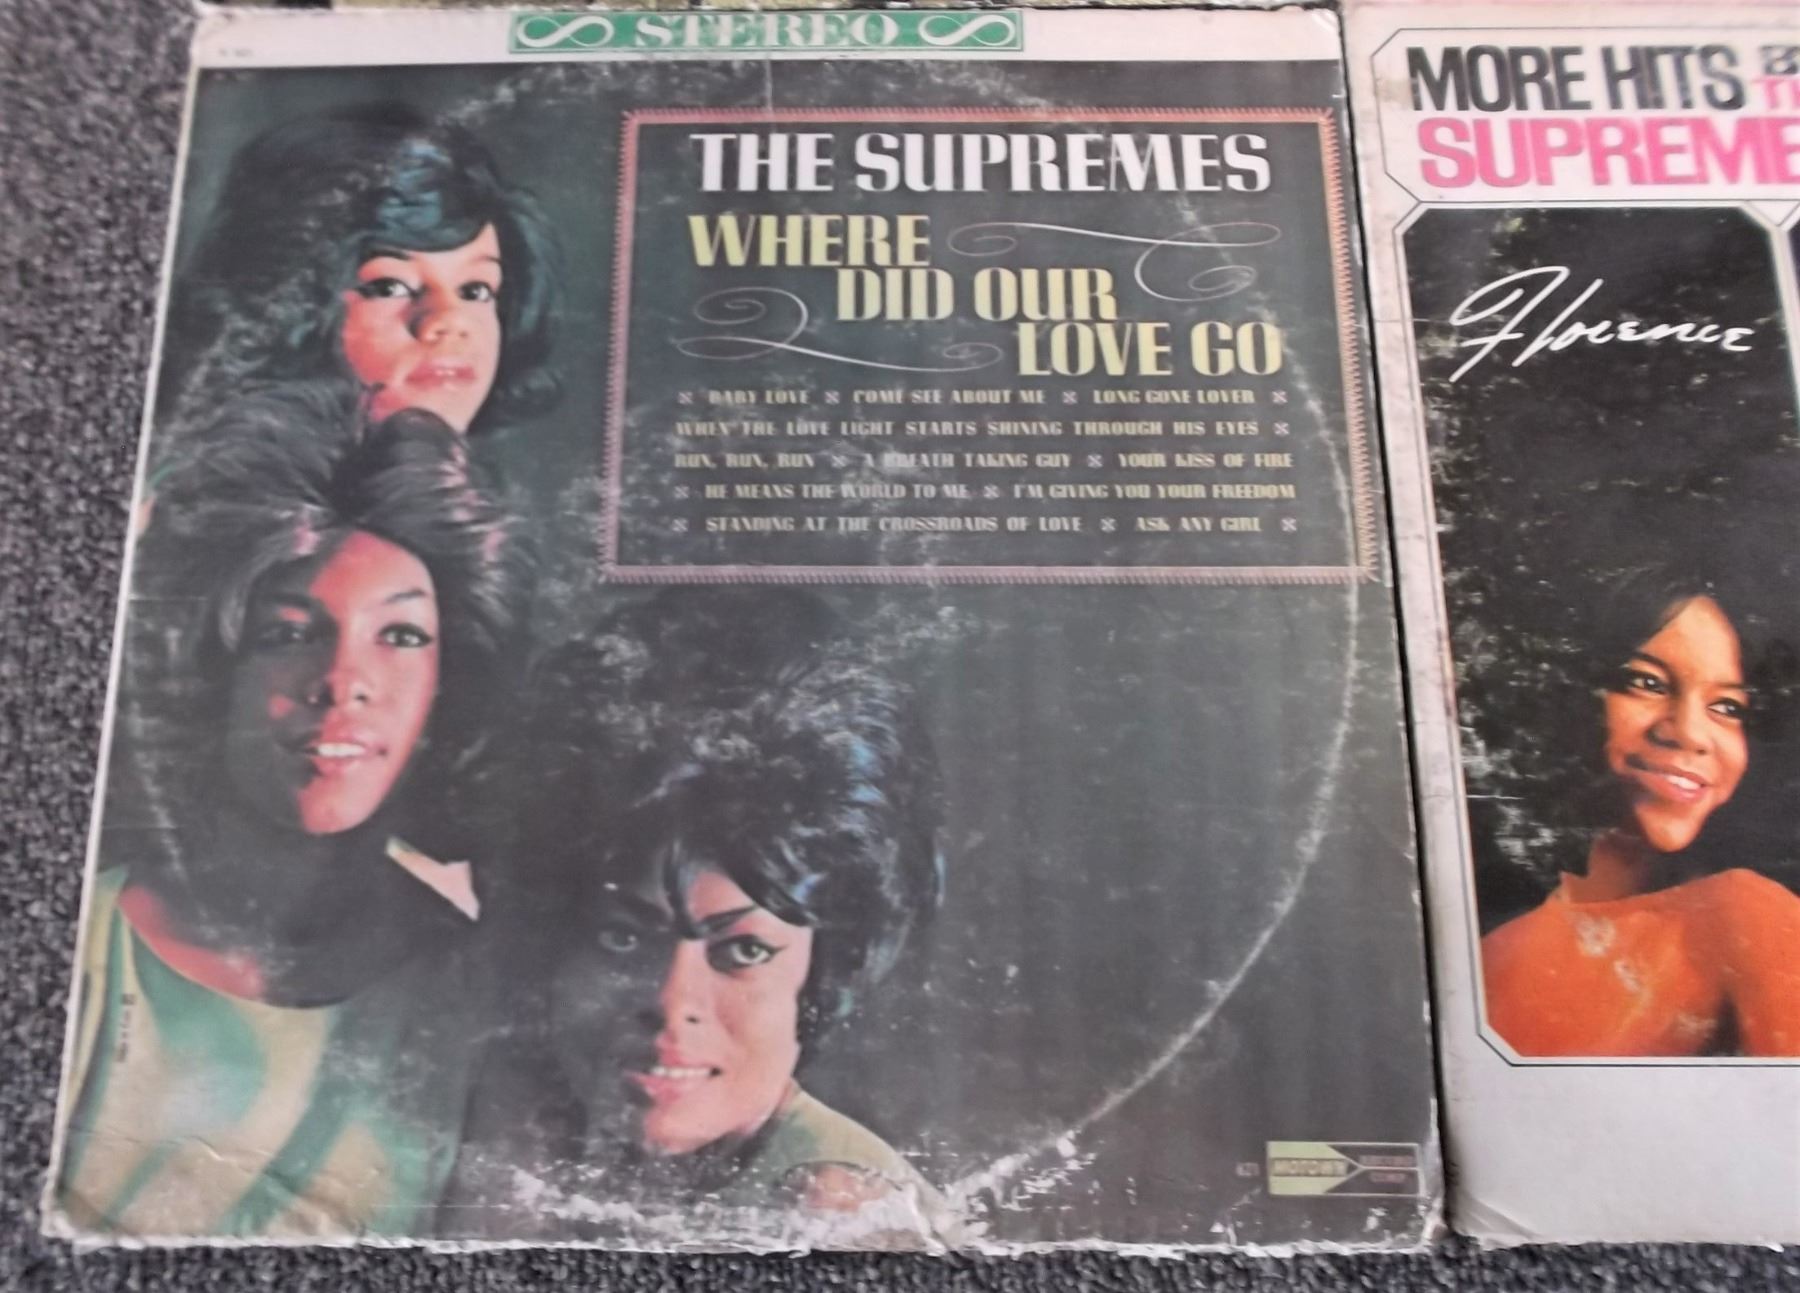 STEREO
THE SUPREMES
WHERE
DID OUR
LOVE GO
BABY LOVE COME SEE ABOUT ME LONG GONE LOVER
WHEN THE LOVE LIGHT STARTS SHINING THROUGH HIS EYES
RUN, RUN, RUN A BREATH TAKING GUY YOUR KISS OF FIRE
HE MEANS THE WORLD TO ME I'M GIVING YOU YOUR FREEDOM
STANDING AT THE CROSSROADS OF LOVE ASK ANY GIRL
621 MOTOWN
MORE HITS
SUPREME
Florence